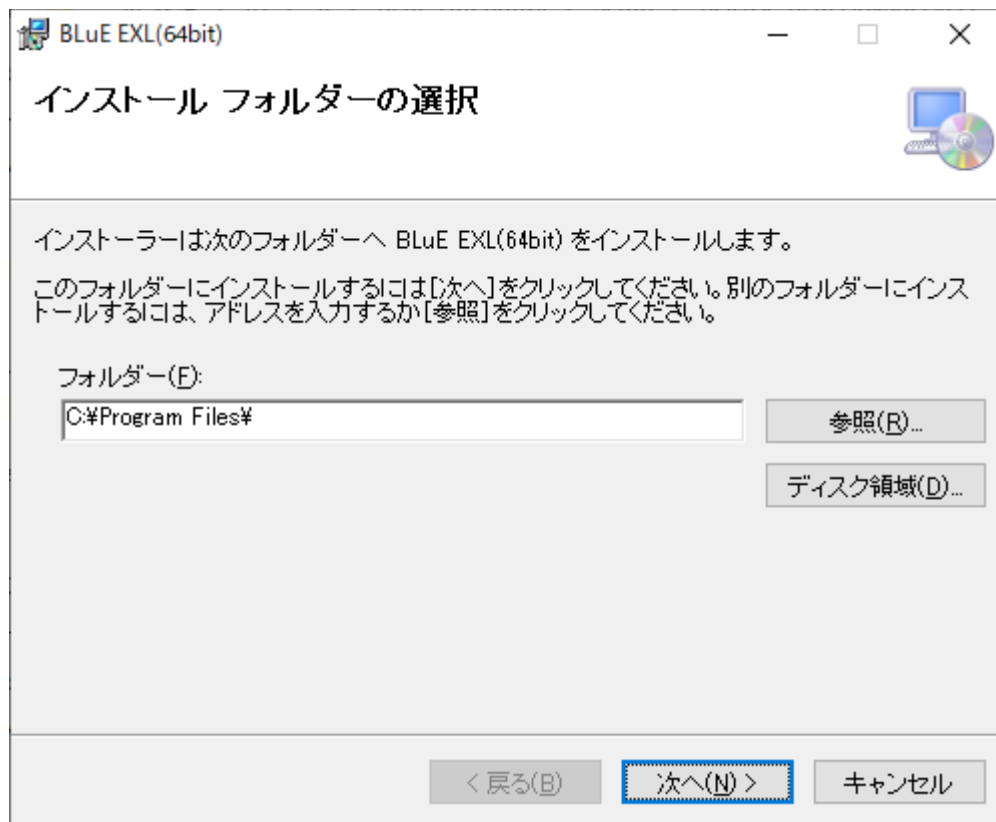 BLuE EXL(64bit)
インストール フォルダーの選択
インストーラーは次のフォルダーへ BLuE EXL(64bit) をインストールします。
このフォルダーにインストールするには[次へ]をクリックしてください。別のフォルダーにインス
トールするには、アドレスを入力するか[参照]をクリックしてください。
フォルダー(F):
C:¥Program Files¥
参照(R)...
ディスク領域(D)...
< 戻る(B)
次へ(N) >
キャンセル